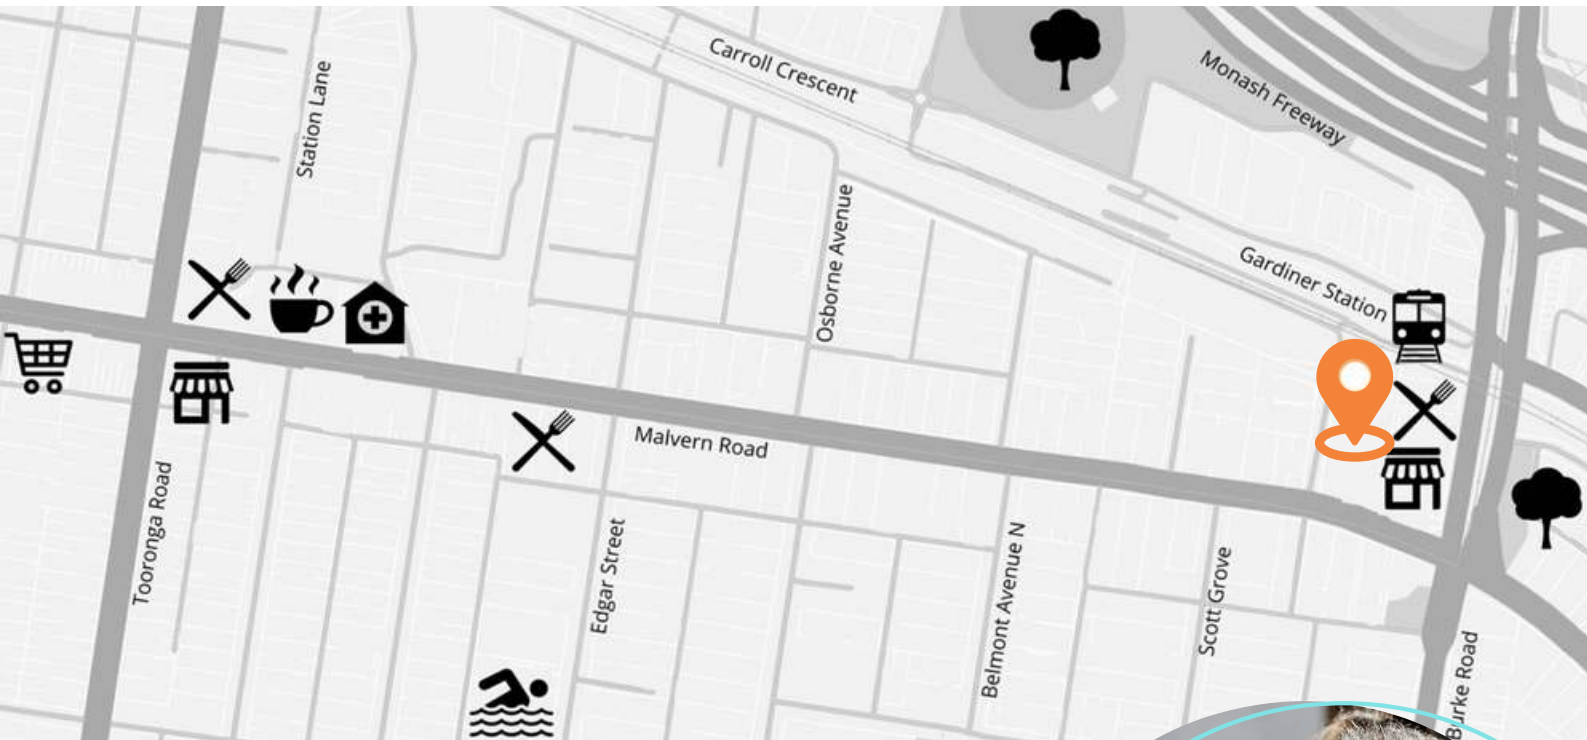 Carroll Crescent
Monash Freeway
Station Lane
Osborne Avenue
Gardiner Station
Malvern Road
Tooronga Road
Edgar Street
Belmont Avenue N
Scott Grove
Burke Road